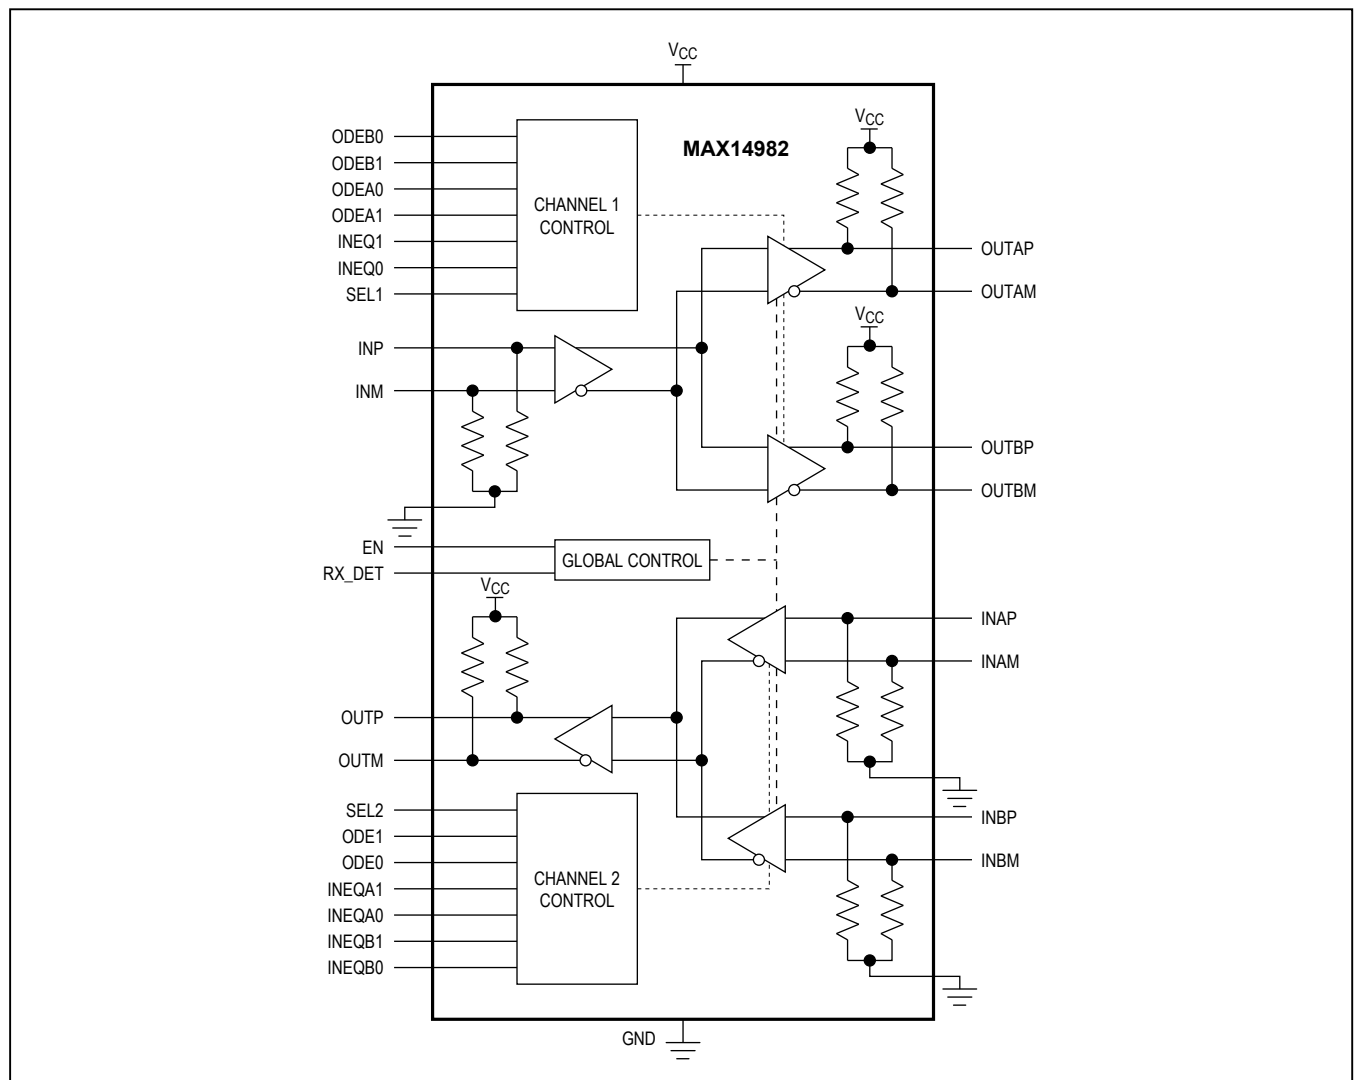 VCC
MAX14982
VCC
ODEB0
ODEB1
ODEA0
ODEA1
INEQ1
INEQ0
SEL1
CHANNEL 1
CONTROL
OUTAP
OUTAM
VCC
INP
INM
OUTBP
OUTBM
EN
RX_DET
GLOBAL CONTROL
VCC
INAP
INAM
OUTP
OUTM
SEL2
ODE1
ODE0
INEQA1
INEQA0
INEQB1
INEQB0
CHANNEL 2
CONTROL
INBP
INBM
GND